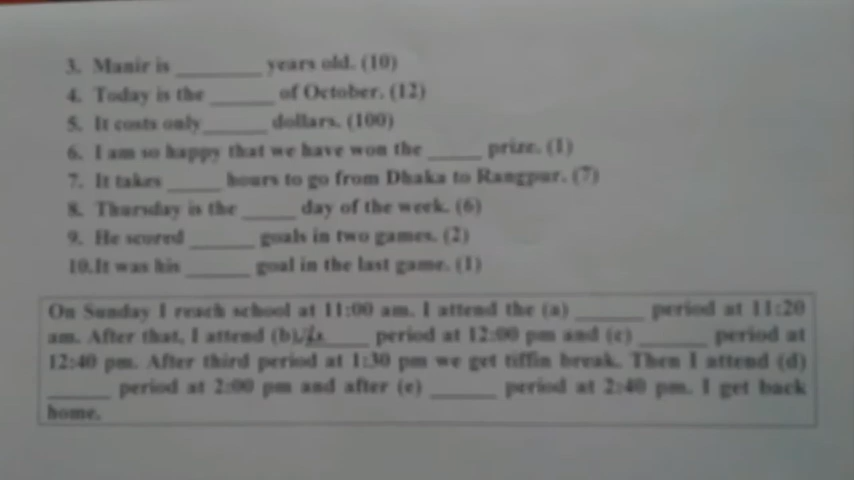 3. Manir is ________ years old. (10)
4. Today is the ______ of October. (12)
5. It costs only______ dollars. (100)
6. I am so happy that we have won the _____ prize. (1)
7. It takes _____ hours to go from Dhaka to Rangpur. (7)
8. Thursday is the _____ day of the week. (6)
9. He scored ______ goals in two games. (2)
10.It was his ______ goal in the last game. (1)
On Sunday I reach school at 11:00 am. I attend the (a) ______ period at 11:20
am. After that, I attend (b) ____ period at 12:00 pm and (c) ______ period at
12:40 pm. After third period at 1:30 pm we get tiffin break. Then I attend (d)
______ period at 2:00 pm and after (e) ______ period at 2:40 pm. I get back
home.